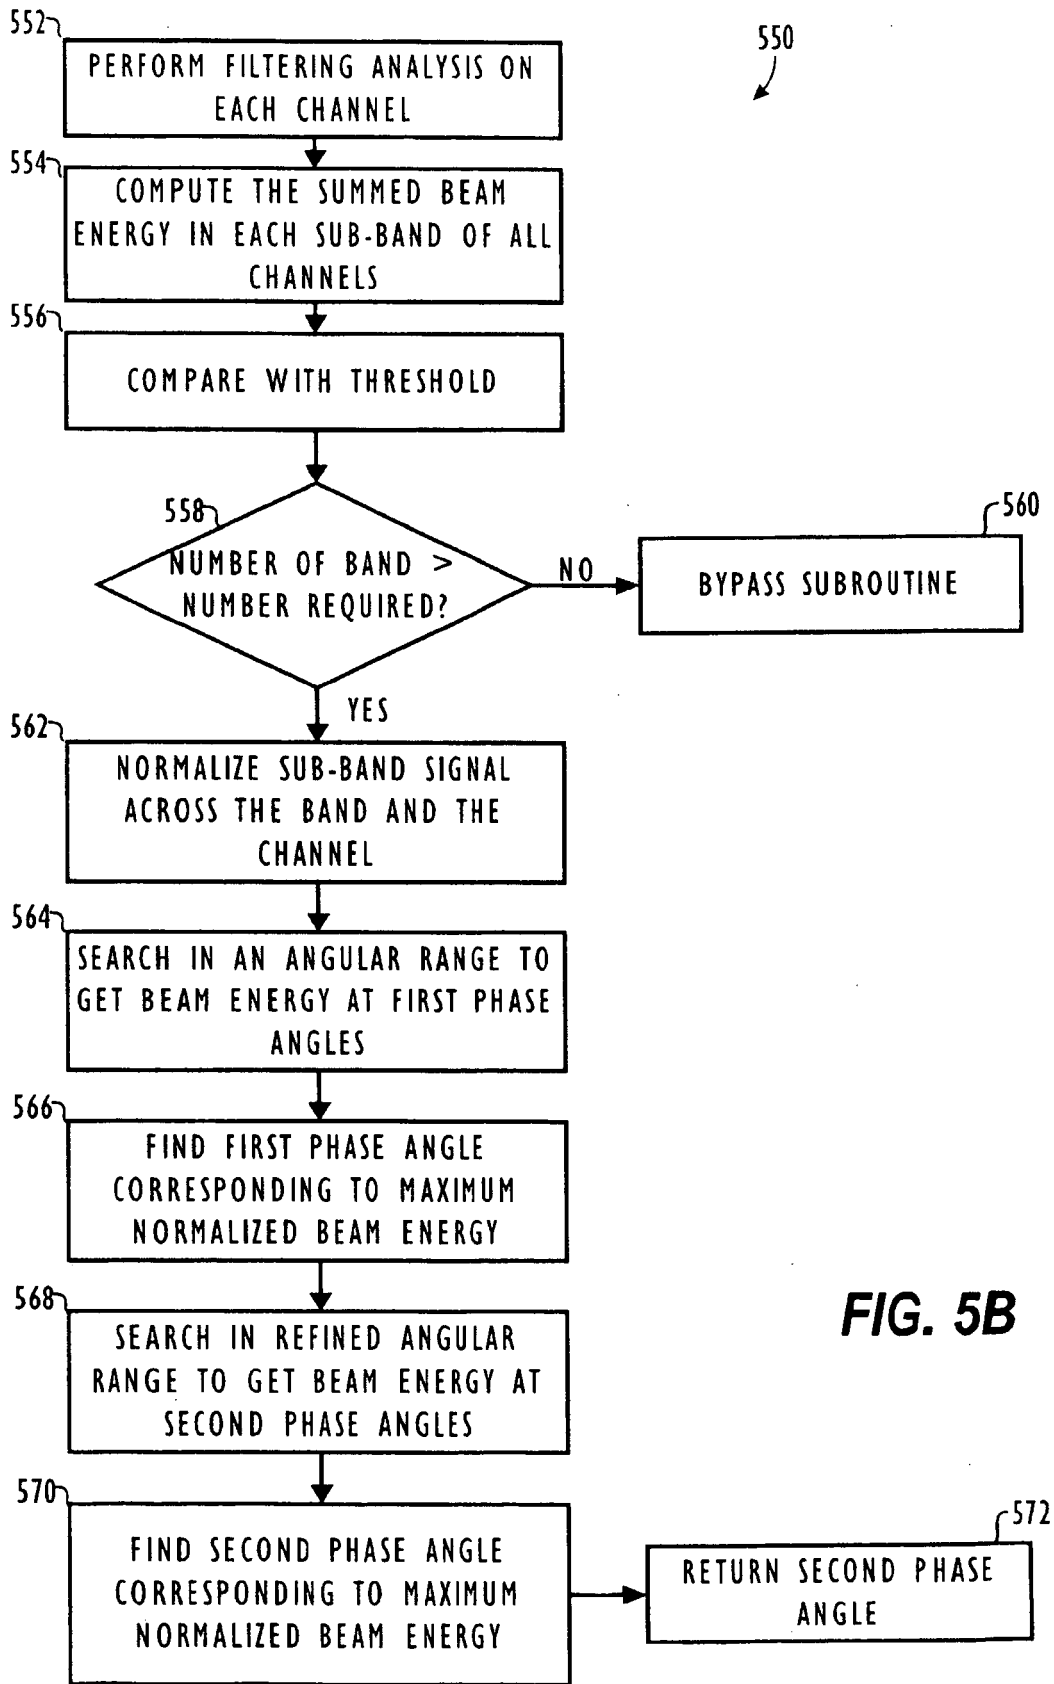 552
PERFORM FILTERING ANALYSIS ON
EACH CHANNEL
550
554
COMPUTE THE SUMMED BEAM
ENERGY IN EACH SUB-BAND OF ALL
CHANNELS
556
COMPARE WITH THRESHOLD
558
NUMBER OF BAND >
NUMBER REQUIRED?
NO
560
BYPASS SUBROUTINE
YES
562
NORMALIZE SUB-BAND SIGNAL
ACROSS THE BAND AND THE
CHANNEL
564
SEARCH IN AN ANGULAR RANGE TO
GET BEAM ENERGY AT FIRST PHASE
ANGLES
566
FIND FIRST PHASE ANGLE
CORRESPONDING TO MAXIMUM
NORMALIZED BEAM ENERGY
568
SEARCH IN REFINED ANGULAR
RANGE TO GET BEAM ENERGY AT
SECOND PHASE ANGLES
FIG. 5B
570
FIND SECOND PHASE ANGLE
CORRESPONDING TO MAXIMUM
NORMALIZED BEAM ENERGY
572
RETURN SECOND PHASE
ANGLE